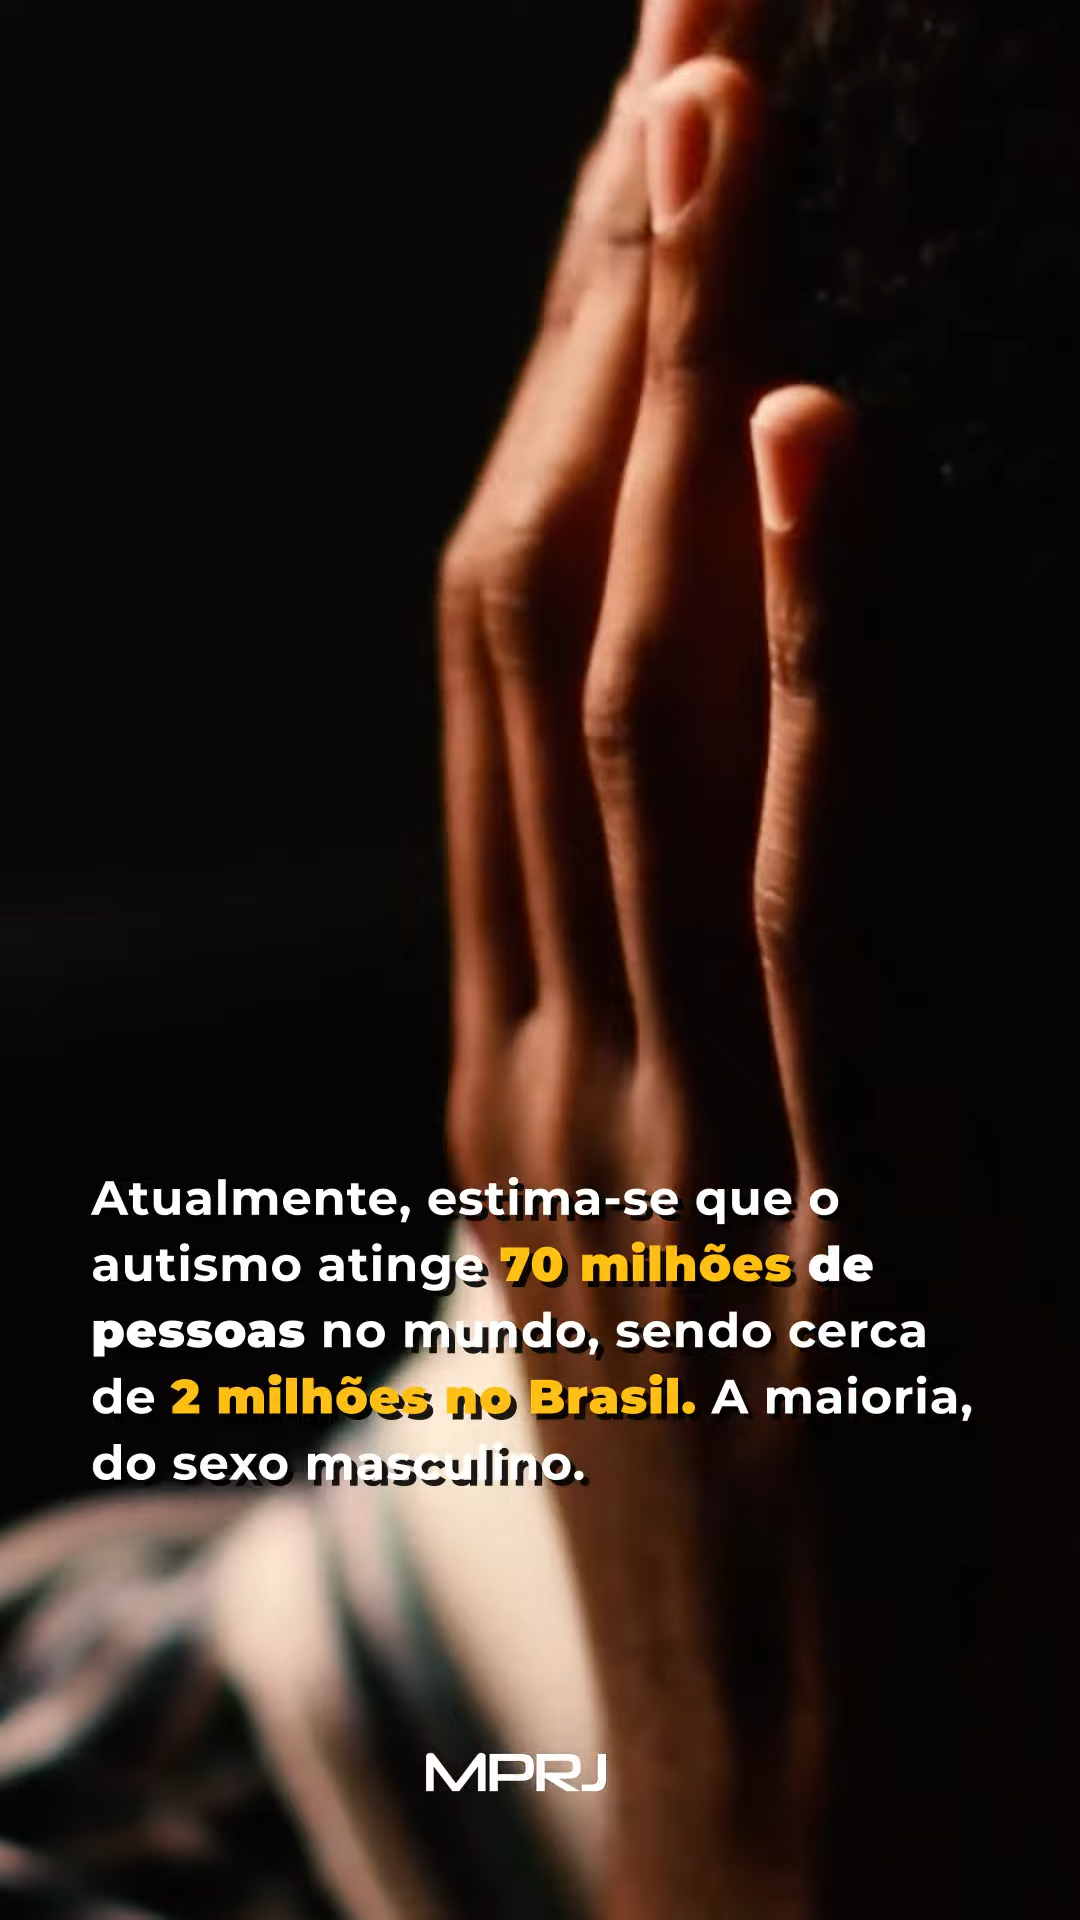 Atualmente, estima-se que o
autismo atinge 70 milhões de
pessoas no mundo, sendo cerca
de 2 milhões no Brasil. A maioria,
do sexo masculino.
MPRJ